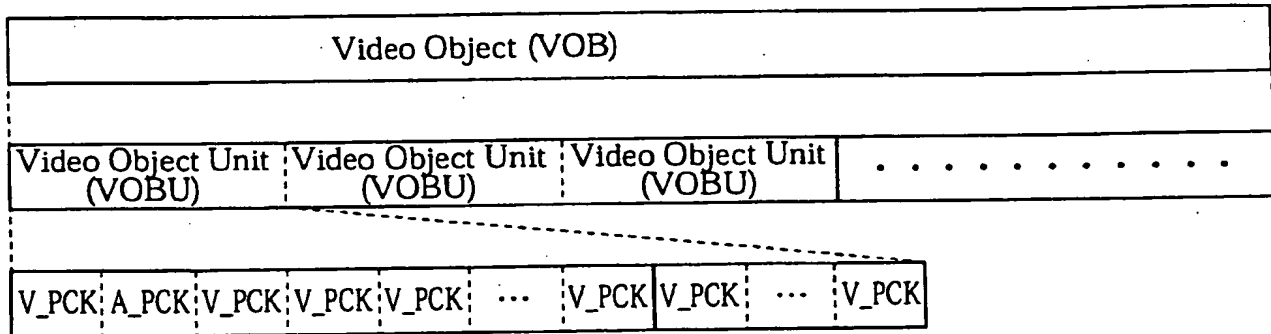 Video Object (VOB)
Video Object Unit Video Object Unit Video Object Unit
(VOBU) (VOBU) (VOBU) . . . . . . . . . . .
V_PCK A_PCK V_PCK V_PCK V_PCK ... V_PCK V_PCK ... V_PCK